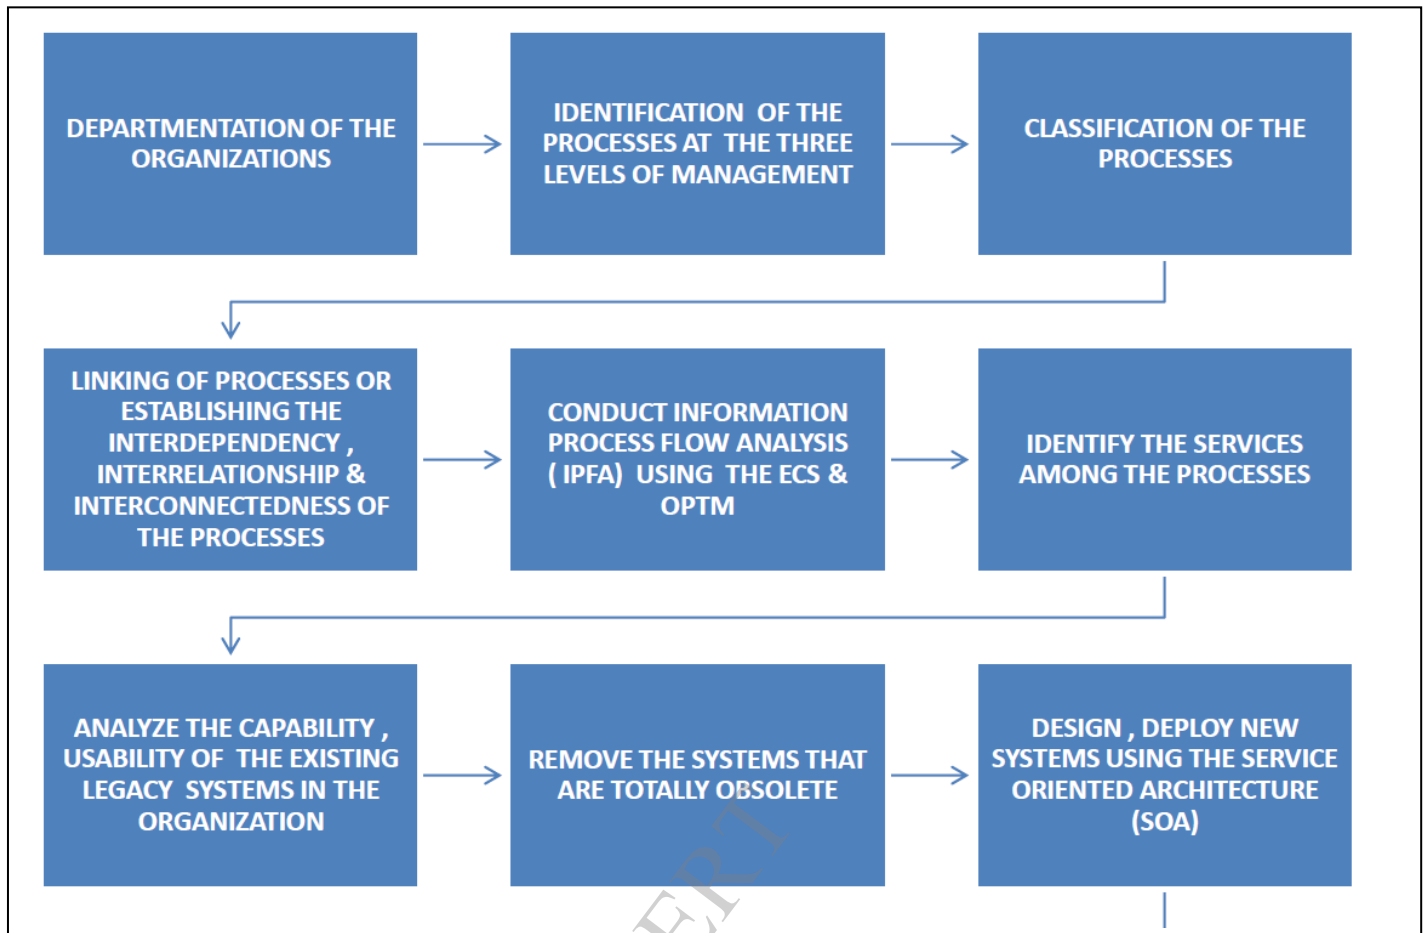 DEPARTMENTATION OF THE
ORGANIZATIONS
IDENTIFICATION OF THE
PROCESSES AT THE THREE
LEVELS OF MANAGEMENT
CLASSIFICATION OF THE
PROCESSES
LINKING OF PROCESSES OR
ESTABLISHING THE
INTERDEPENDENCY ,
INTERRELATIONSHIP &
INTERCONNECTEDNESS OF
THE PROCESSES
CONDUCT INFORMATION
PROCESS FLOW ANALYSIS
( IPFA) USING THE ECS &
OPTM
IDENTIFY THE SERVICES
AMONG THE PROCESSES
ANALYZE THE CAPABILITY ,
USABILITY OF THE EXISTING
LEGACY SYSTEMS IN THE
ORGANIZATION
REMOVE THE SYSTEMS THAT
ARE TOTALLY OBSOLETE
DESIGN , DEPLOY NEW
SYSTEMS USING THE SERVICE
ORIENTED ARCHITECTURE
(SOA)
ERT